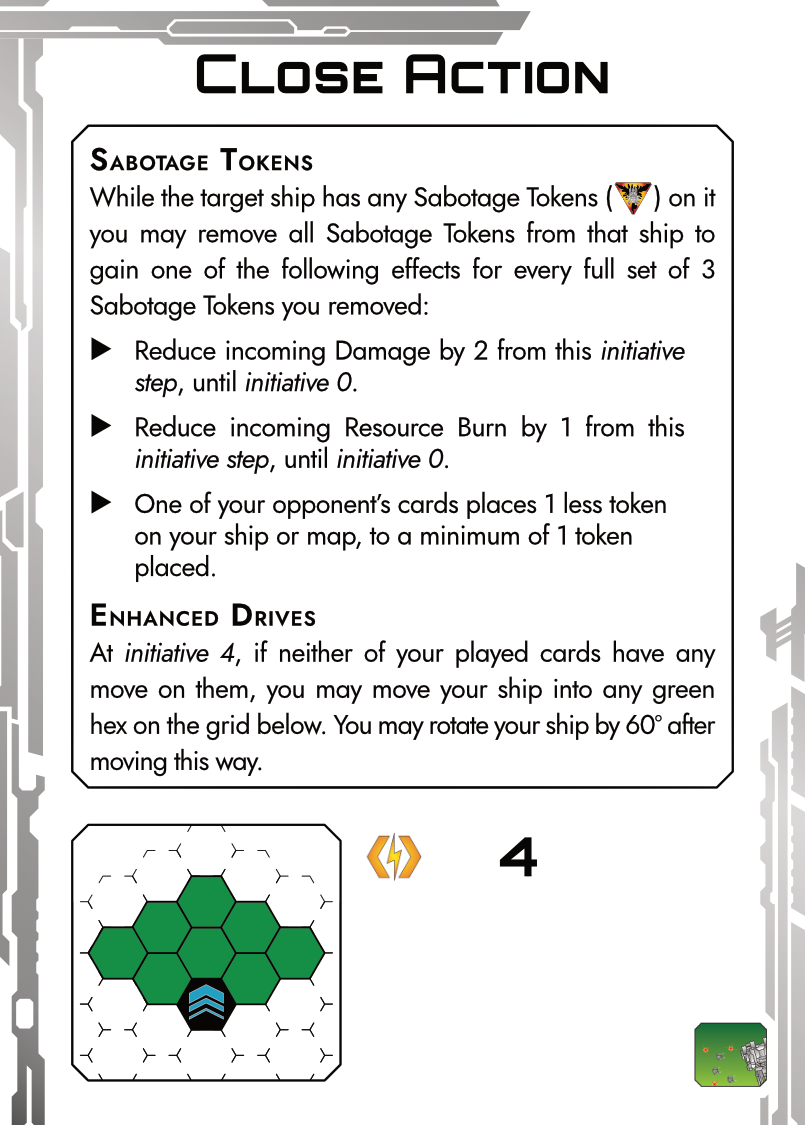 Close Action
Sabotage Tokens
While the target ship has any Sabotage Tokens ( ) on it
you may remove all Sabotage Tokens from that ship to
gain one of the following effects for every full set of 3
Sabotage Tokens you removed:
▶ Reduce incoming Damage by 2 from this initiative
step, until initiative 0.
▶ Reduce incoming Resource Burn by 1 from this
initiative step, until initiative 0.
▶ One of your opponent’s cards places 1 less token
on your ship or map, to a minimum of 1 token
placed.
Enhanced Drives
At initiative 4, if neither of your played cards have any
move on them, you may move your ship into any green
hex on the grid below. You may rotate your ship by 60° after
moving this way.
4